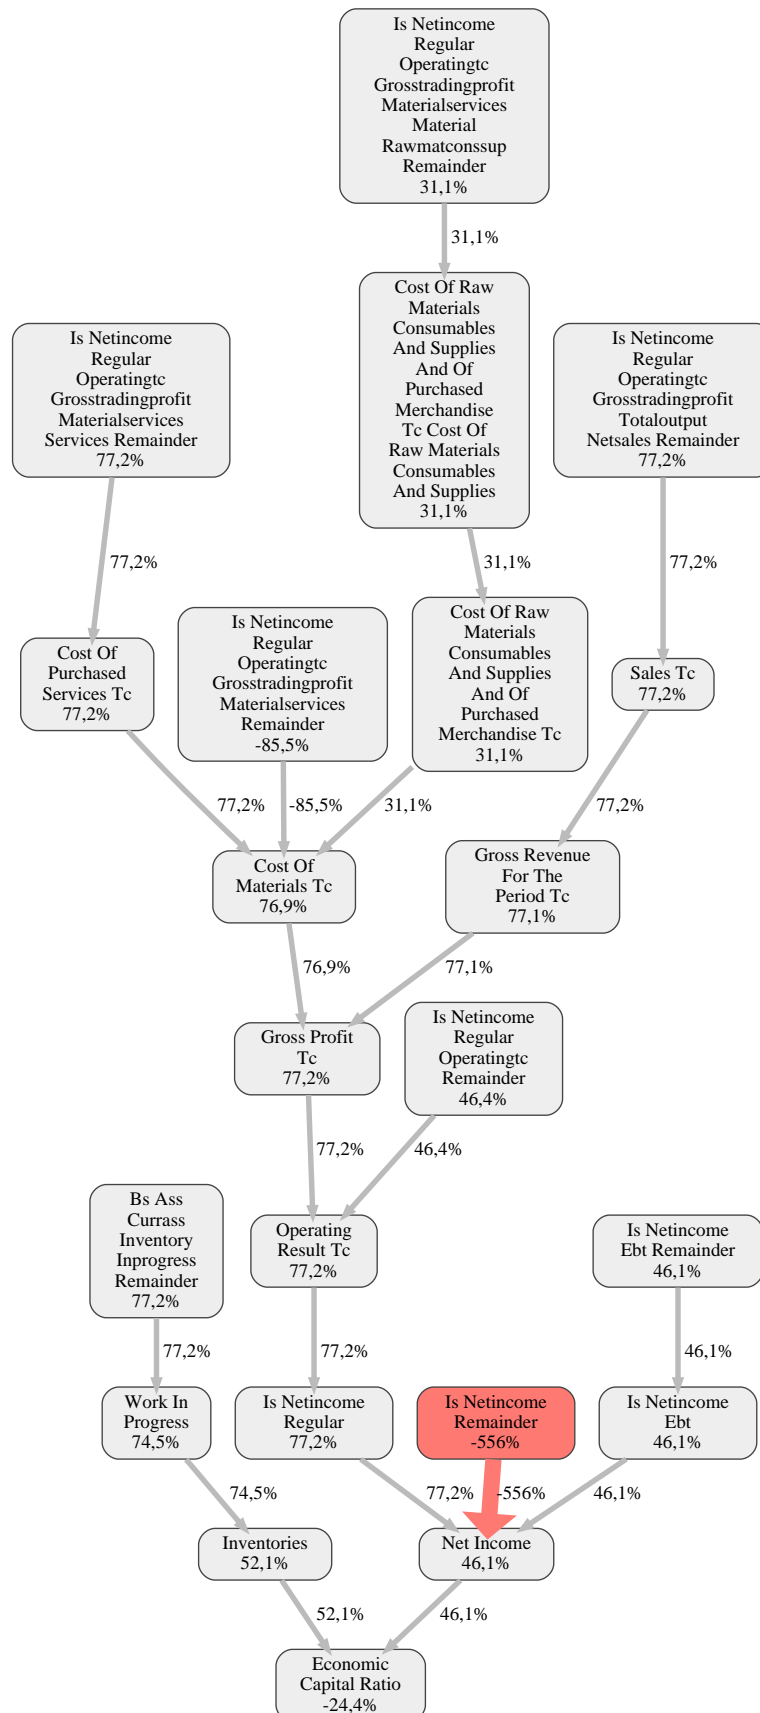 Is Netincome
Regular
Operatingtc
Grosstradingprofit
Materialservices
Material
Rawmatconssup
Remainder
31,1%
31,1%
Cost Of Raw
Materials
Consumables
And Supplies
And Of
Purchased
Merchandise
Tc Cost Of
Raw Materials
Consumables
And Supplies
31,1%
Is Netincome
Regular
Operatingtc
Grosstradingprofit
Materialservices
Services Remainder
77,2%
Is Netincome
Regular
Operatingtc
Grosstradingprofit
Totaloutput
Netsales Remainder
77,2%
77,2%
31,1%
77,2%
Cost Of
Purchased
Services Tc
77,2%
Is Netincome
Regular
Operatingtc
Grosstradingprofit
Materialservices
Remainder
-85,5%
Cost Of Raw
Materials
Consumables
And Supplies
And Of
Purchased
Merchandise Tc
31,1%
Sales Tc
77,2%
77,2%
-85,5%
31,1%
77,2%
Cost Of
Materials Tc
76,9%
Gross Revenue
For The
Period Tc
77,1%
76,9%
77,1%
Gross Profit
Tc
77,2%
Is Netincome
Regular
Operatingtc
Remainder
46,4%
77,2%
46,4%
Bs Ass
Currass
Inventory
Inprogress
Remainder
77,2%
Operating
Result Tc
77,2%
Is Netincome
Ebt Remainder
46,1%
77,2%
77,2%
46,1%
Work In
Progress
74,5%
Is Netincome
Regular
77,2%
Is Netincome
Remainder
-556%
Is Netincome
Ebt
46,1%
74,5%
77,2%
-556%
46,1%
Inventories
52,1%
Net Income
46,1%
52,1%
46,1%
Economic
Capital Ratio
-24,4%